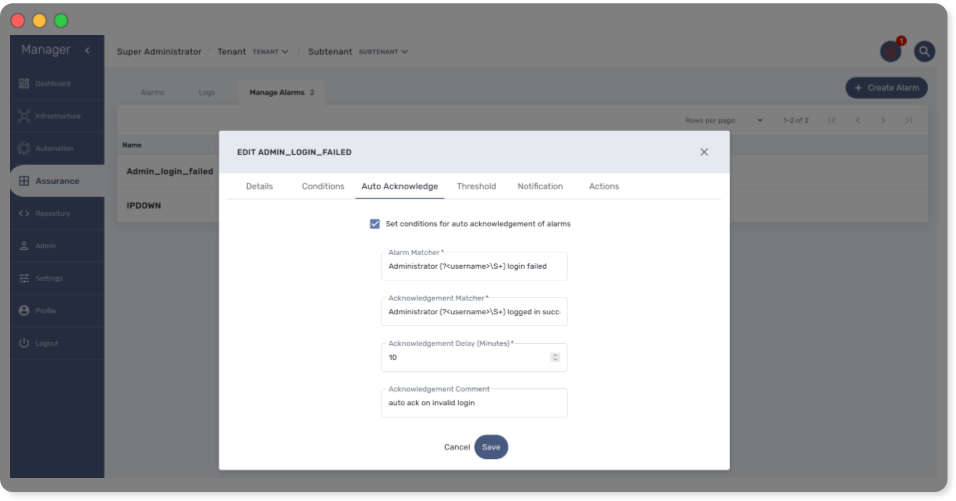 Manager
Super Administrator / Tenant TENANT / Subtenant SUBTENANT
1
Dashboard
Infrastructure
Automation
Assurance
Repository
Admin
Settings
Profile
Logout
Alarms Logs Manage Alarms 2
+ Create Alarm
Rows per page: 1-2 of 2
Name
Admin_login_failed
IPDOWN
EDIT ADMIN_LOGIN_FAILED
Details Conditions Auto Acknowledge Threshold Notification Actions
Set conditions for auto acknowledgement of alarms
Alarm Matcher *
Administrator (?<username>\S+) login failed
Acknowledgement Matcher *
Administrator (?<username>\S+) logged in succ
Acknowledgement Delay (Minutes) *
10
Acknowledgement Comment
auto ack on invalid login
Cancel Save